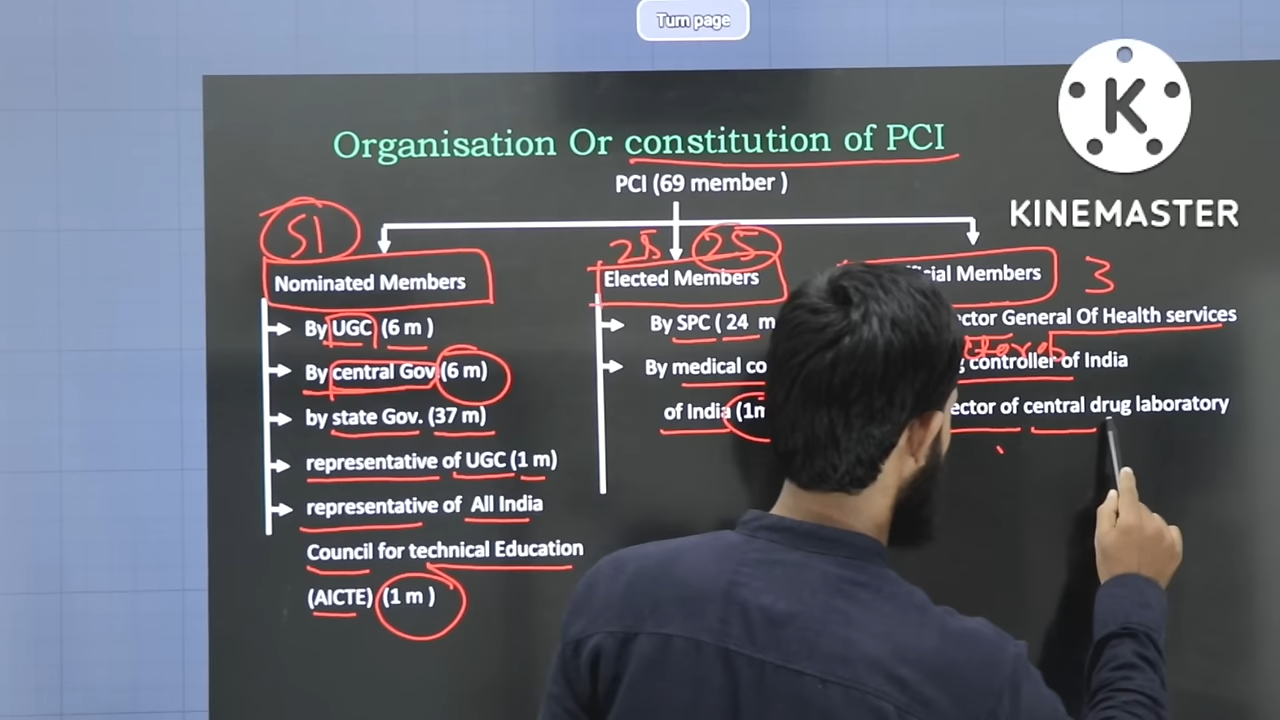 Turn page
KINEMASTER
Organisation Or constitution of PCI
PCI (69 member )
51
25 25
3
Nominated Members
By UGC (6 m )
By central Gov (6 m)
by state Gov. (37 m)
representative of UGC (1 m)
representative of All India
Council for technical Education
(AICTE) (1 m )
Elected Members
By SPC ( 24 m
By medical co
of India (1m
Members
General Of Health services
controller of India
of central drug laboratory